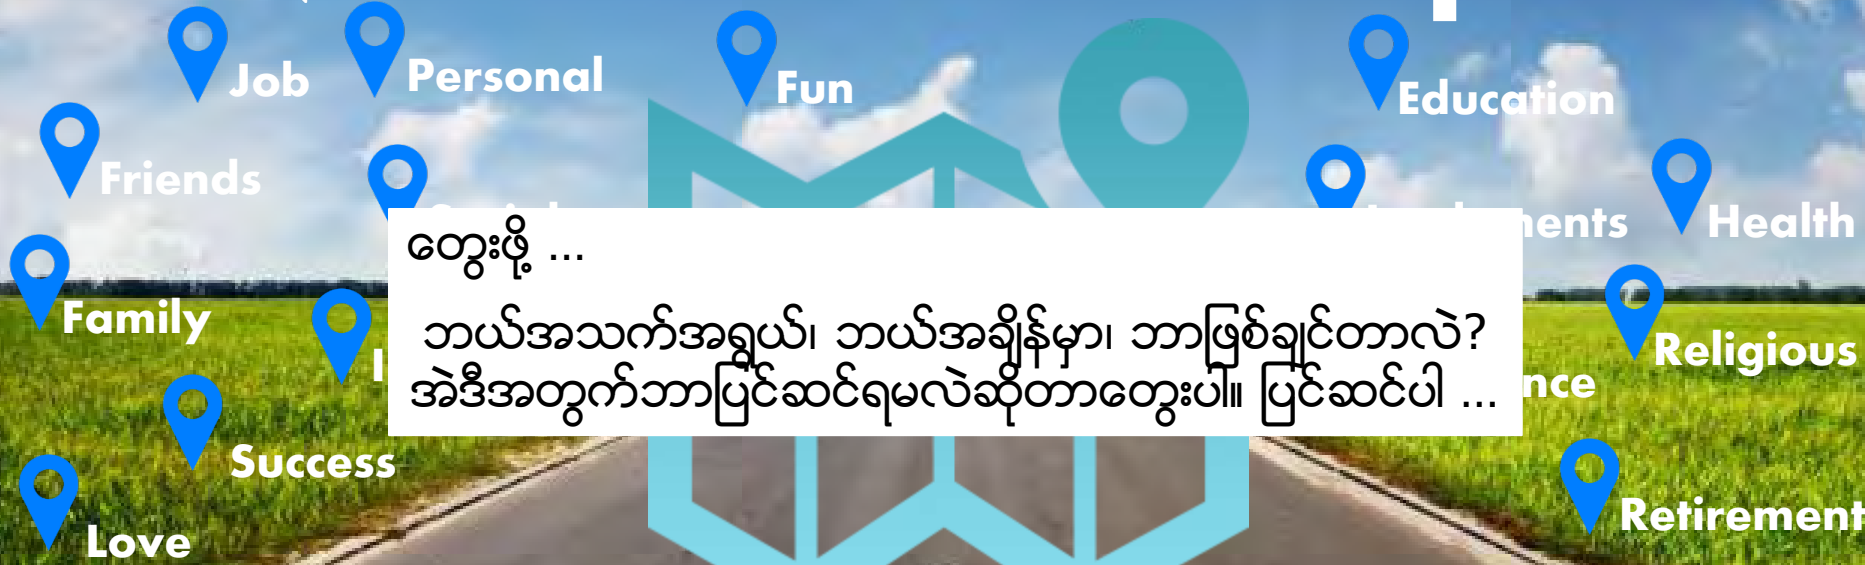 Job
Personal
Fun
Education
Friends
Health
တွေးဖို့ ...
Family
ဘယ်အသက်အရွယ်၊ ဘယ်အချိန်မှာ၊ ဘာဖြစ်ချင်တာလဲ?
Religious
အဲဒီအတွက်ဘာပြင်ဆင်ရမလဲဆိုတာတွေးပါ။ ပြင်ဆင်ပါ ...
Success
Retirement
Love